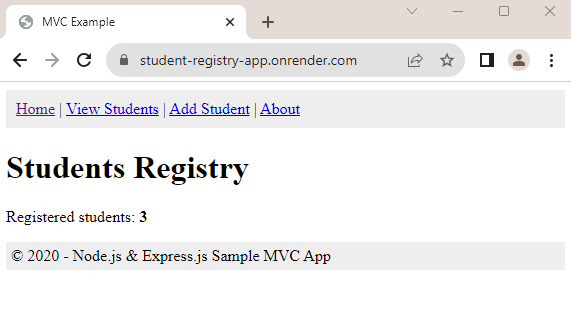 MVC Example
student-registry-app.onrender.com
Home | View Students | Add Student | About
Students Registry
Registered students: 3
© 2020 - Node.js & Express.js Sample MVC App